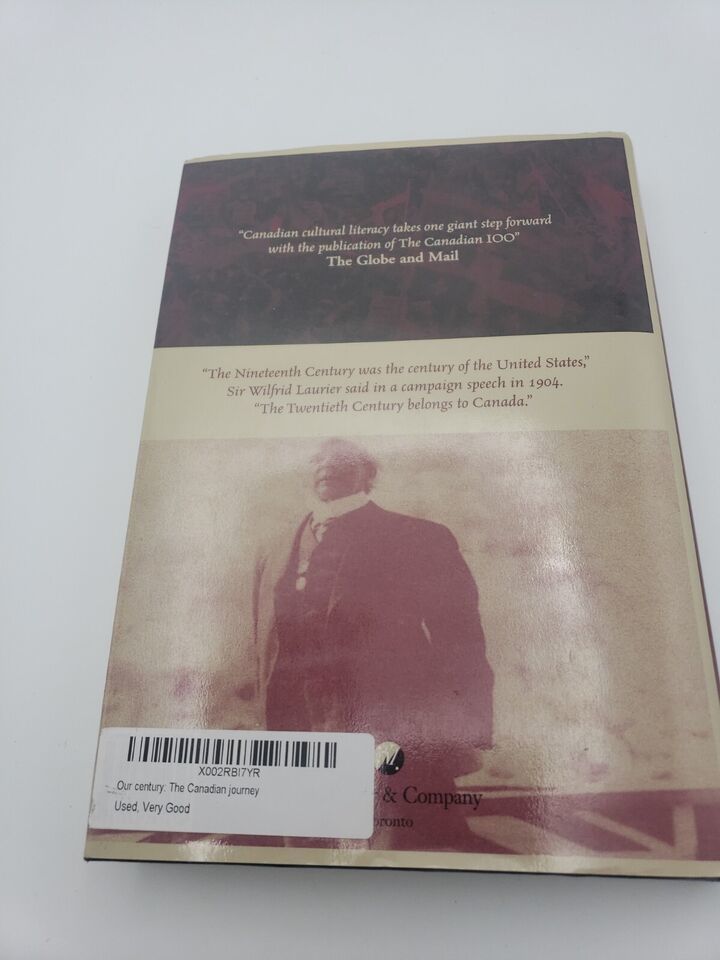 “Canadian cultural literacy takes one giant step forward
with the publication of The Canadian 100”
The Globe and Mail
“The Nineteenth Century was the century of the United States,”
Sir Wilfrid Laurier said in a campaign speech in 1904.
“The Twentieth Century belongs to Canada.”
X002RBI7YR
Our century: The Canadian journey
Used, Very Good
& Company